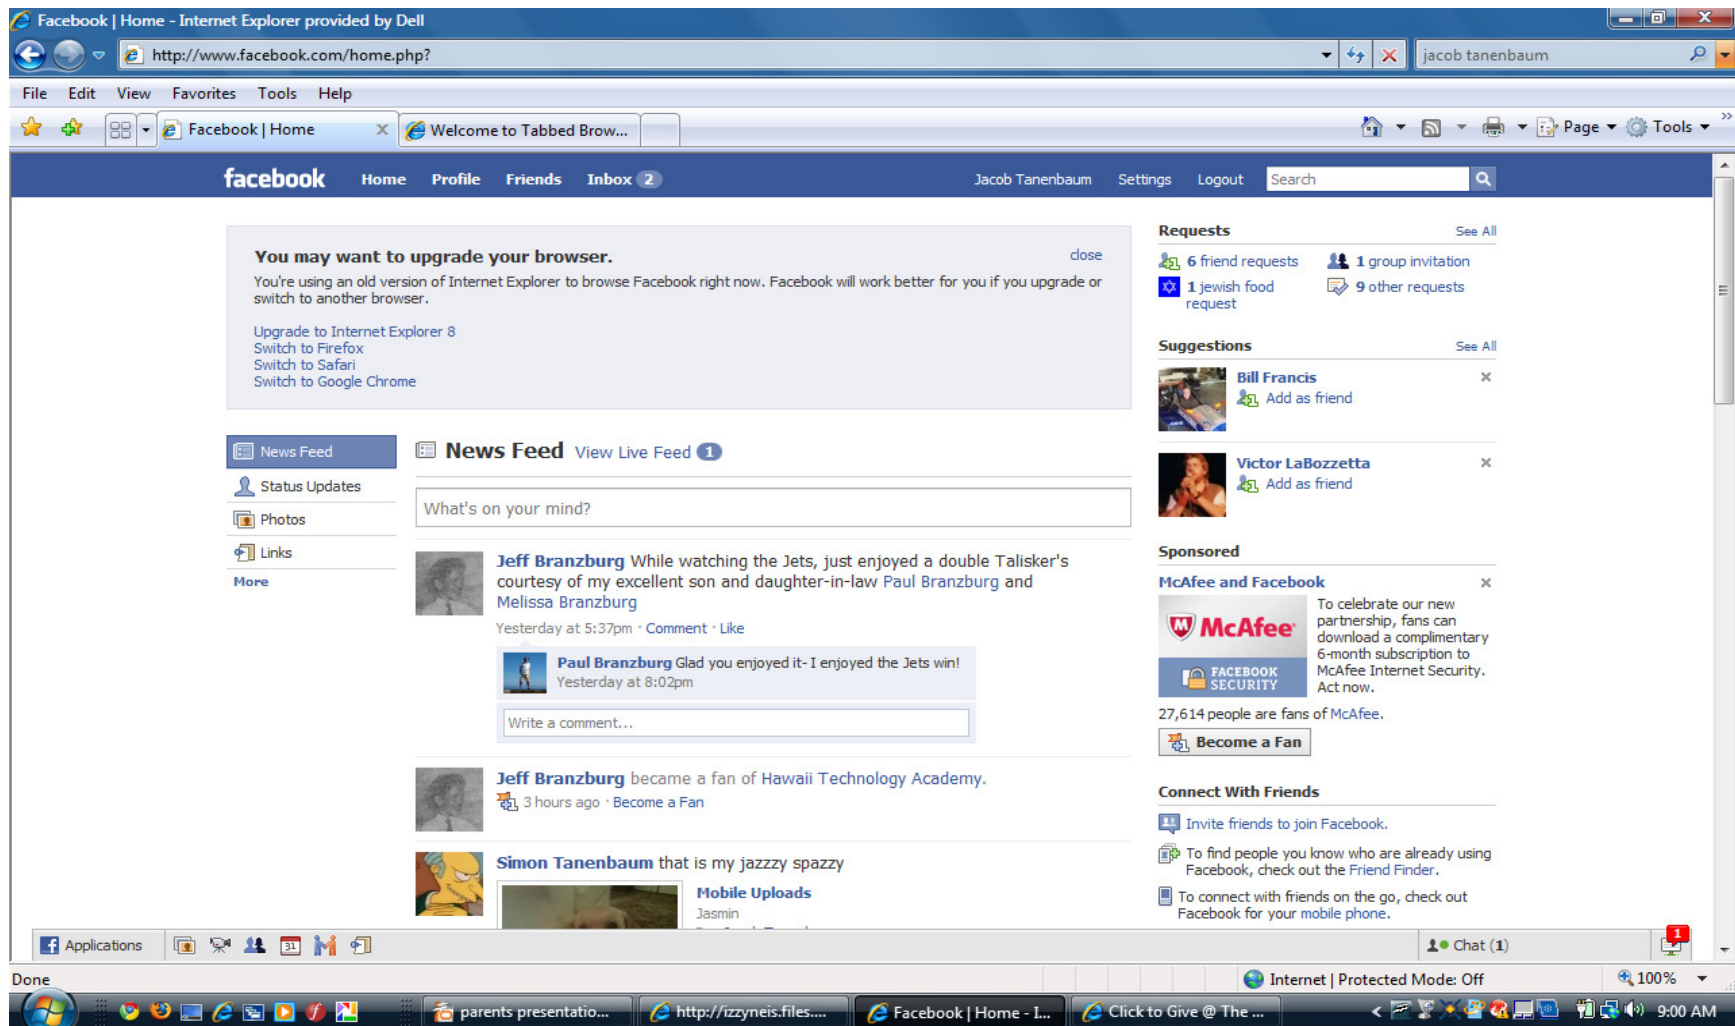 Facebook | Home - Internet Explorer provided by Dell
http://www.facebook.com/home.php?
jacob tanenbaum
File Edit View Favorites Tools Help
Facebook | Home
Welcome to Tabbed Brow...
Page Tools
facebook Home Profile Friends Inbox 2
Jacob Tanenbaum Settings Logout Search
You may want to upgrade your browser.
close
You're using an old version of Internet Explorer to browse Facebook right now. Facebook will work better for you if you upgrade or
switch to another browser.
Upgrade to Internet Explorer 8
Switch to Firefox
Switch to Safari
Switch to Google Chrome
News Feed
Status Updates
Photos
Links
More
News Feed View Live Feed 1
What's on your mind?
Jeff Branzburg While watching the Jets, just enjoyed a double Talisker's
courtesy of my excellent son and daughter-in-law Paul Branzburg and
Melissa Branzburg
Yesterday at 5:37pm · Comment · Like
Paul Branzburg Glad you enjoyed it- I enjoyed the Jets win!
Yesterday at 8:02pm
Write a comment...
Jeff Branzburg became a fan of Hawaii Technology Academy.
3 hours ago · Become a Fan
Simon Tanenbaum that is my jazzzy spazzy
Mobile Uploads
Jasmin
Requests See All
6 friend requests
1 group invitation
1 jewish food
request
9 other requests
Suggestions See All
Bill Francis
Add as friend
Victor LaBozzetta
Add as friend
Sponsored
McAfee and Facebook
McAfee
FACEBOOK
SECURITY
To celebrate our new
partnership, fans can
download a complimentary
6-month subscription to
McAfee Internet Security.
Act now.
27,614 people are fans of McAfee.
Become a Fan
Connect With Friends
Invite friends to join Facebook.
To find people you know who are already using
Facebook, check out the Friend Finder.
To connect with friends on the go, check out
Facebook for your mobile phone.
Applications
31
Chat (1)
1
Done
Internet | Protected Mode: Off
100%
parents presentatio...
http://izzyneis.files....
Facebook | Home - I...
Click to Give @ The ...
9:00 AM